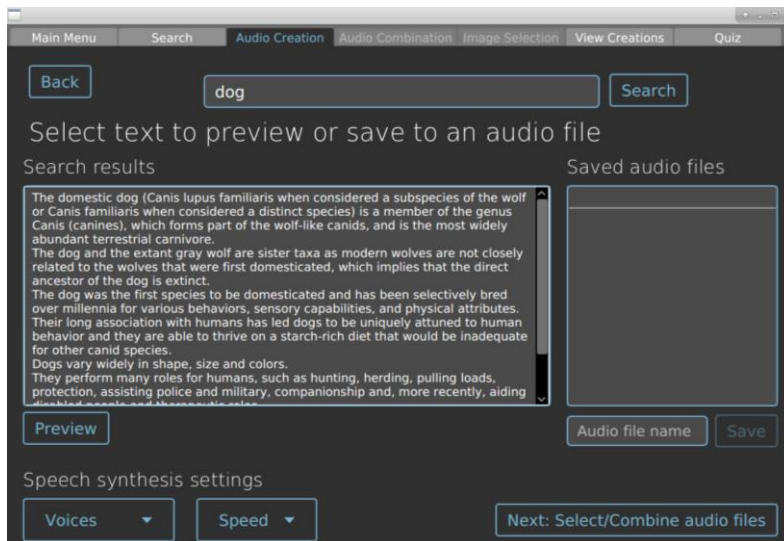 Main Menu
Search
Audio Creation
Audio Combination
Image Selection
View Creations
Quiz
Back
dog
Search
Select text to preview or save to an audio file
Search results
Saved audio files
The domestic dog (Canis lupus familiaris when considered a subspecies of the wolf
or Canis familiaris when considered a distinct species) is a member of the genus
Canis (canines), which forms part of the wolf-like canids, and is the most widely
abundant terrestrial carnivore.
The dog and the extant gray wolf are sister taxa as modern wolves are not closely
related to the wolves that were first domesticated, which implies that the direct
ancestor of the dog is extinct.
The dog was the first species to be domesticated and has been selectively bred
over millennia for various behaviors, sensory capabilities, and physical attributes.
Their long association with humans has led dogs to be uniquely attuned to human
behavior and they are able to thrive on a starch-rich diet that would be inadequate
for other canid species.
Dogs vary widely in shape, size and colors.
They perform many roles for humans, such as hunting, herding, pulling loads,
protection, assisting police and military, companionship and, more recently, aiding
disabled people and therapeutic roles.
Preview
Audio file name
Save
Speech synthesis settings
Voices
Speed
Next: Select/Combine audio files